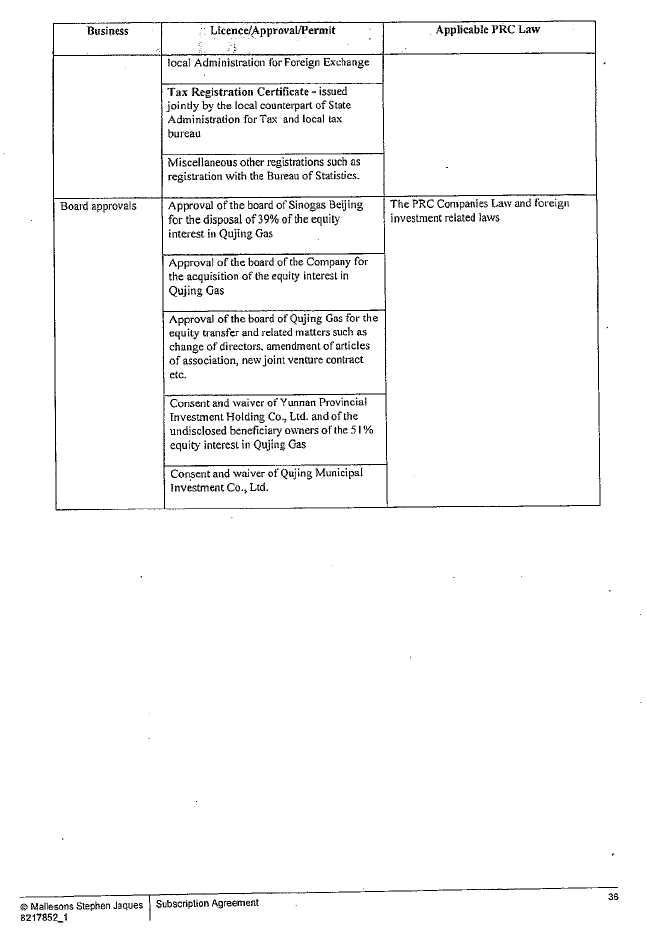 Business
Licence/Approval/Permit
Applicable PRC Law
local Administration for Foreign Exchange
Tax Registration Certificate - issued
jointly by the local counterpart of State
Administration for Tax and local tax
bureau
Miscellaneous other registrations such as
registration with the Bureau of Statistics.
Board approvals
Approval of the board of Sinogas Beijing
for the disposal of 39% of the equity
interest in Qujing Gas
The PRC Companies Law and foreign
investment related laws
Approval of the board of the Company for
the acquisition of the equity interest in
Qujing Gas
Approval of the board of Qujing Gas for the
equity transfer and related matters such as
change of directors, amendment of articles
of association, new joint venture contract
etc.
Consent and waiver of Yunnan Provincial
Investment Holding Co., Ltd. and of the
undisclosed beneficiary owners of the 51%
equity interest in Qujing Gas
Consent and waiver of Qujing Municipal
Investment Co., Ltd.
© Mallesons Stephen Jaques
8217852_1
Subscription Agreement
36